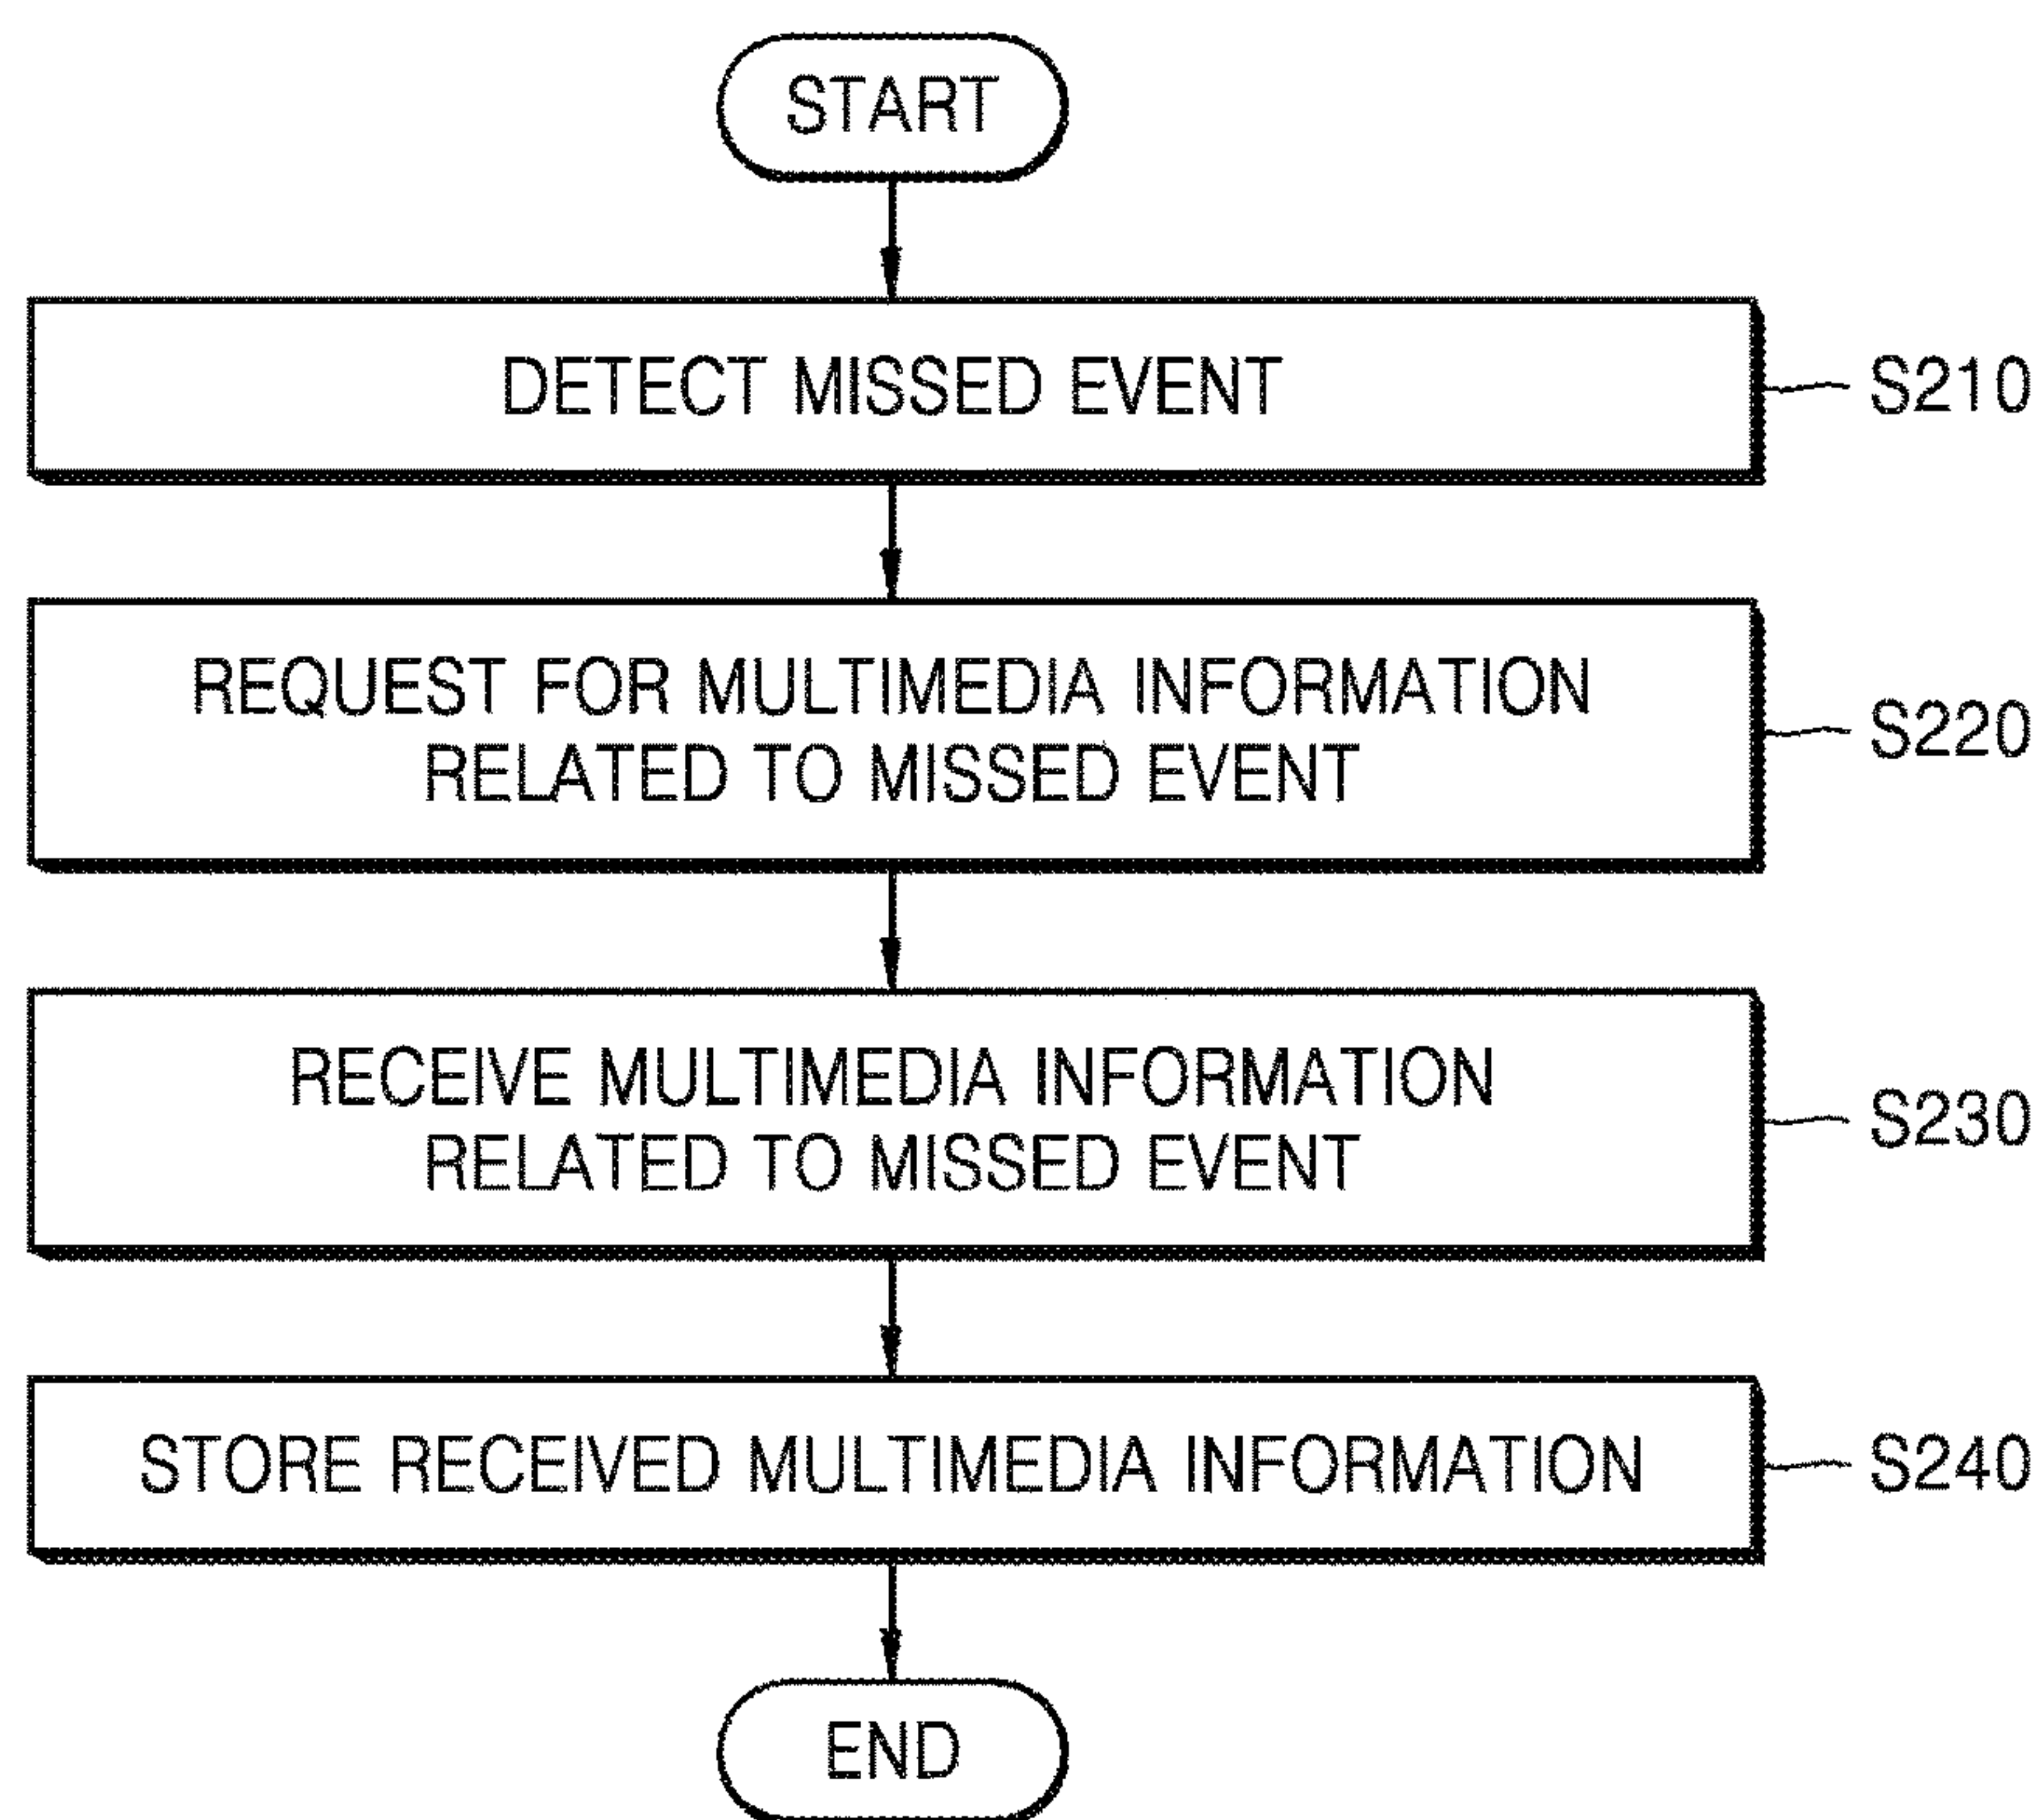 START
DETECT MISSED EVENT
S210
REQUEST FOR MULTIMEDIA INFORMATION
RELATED TO MISSED EVENT
S220
RECEIVE MULTIMEDIA INFORMATION
RELATED TO MISSED EVENT
S230
STORE RECEIVED MULTIMEDIA INFORMATION
S240
END